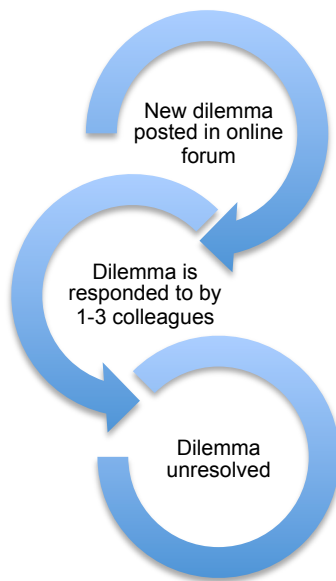 New dilemma
posted in online
forum
Dilemma is
responded to by
1-3 colleagues
Dilemma
unresolved